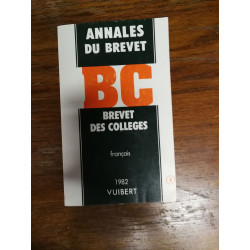 ANNALES
DU BREVET
BC
BREVET
DES COLLEGES
français
1982
VUIBERT